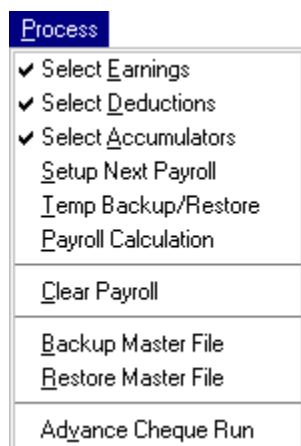 Process
Select Earnings
Select Deductions
Select Accumulators
Setup Next Payroll
Temp Backup/Restore
Payroll Calculation
Clear Payroll
Backup Master File
Restore Master File
Advance Cheque Run